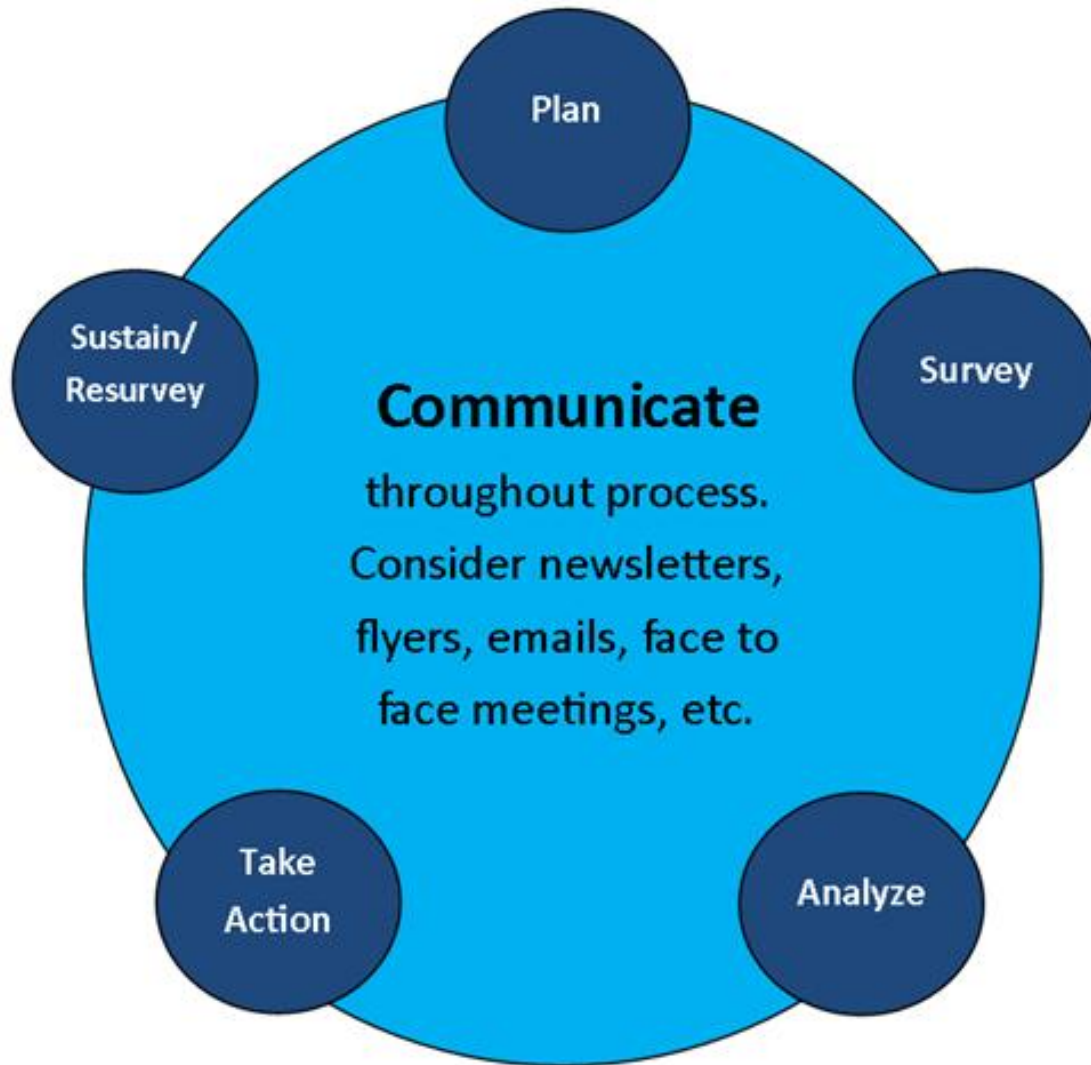 Plan
Survey
Analyze
Take
Action
Sustain/
Resurvey
Communicate
throughout process.
Consider newsletters,
flyers, emails, face to
face meetings, etc.